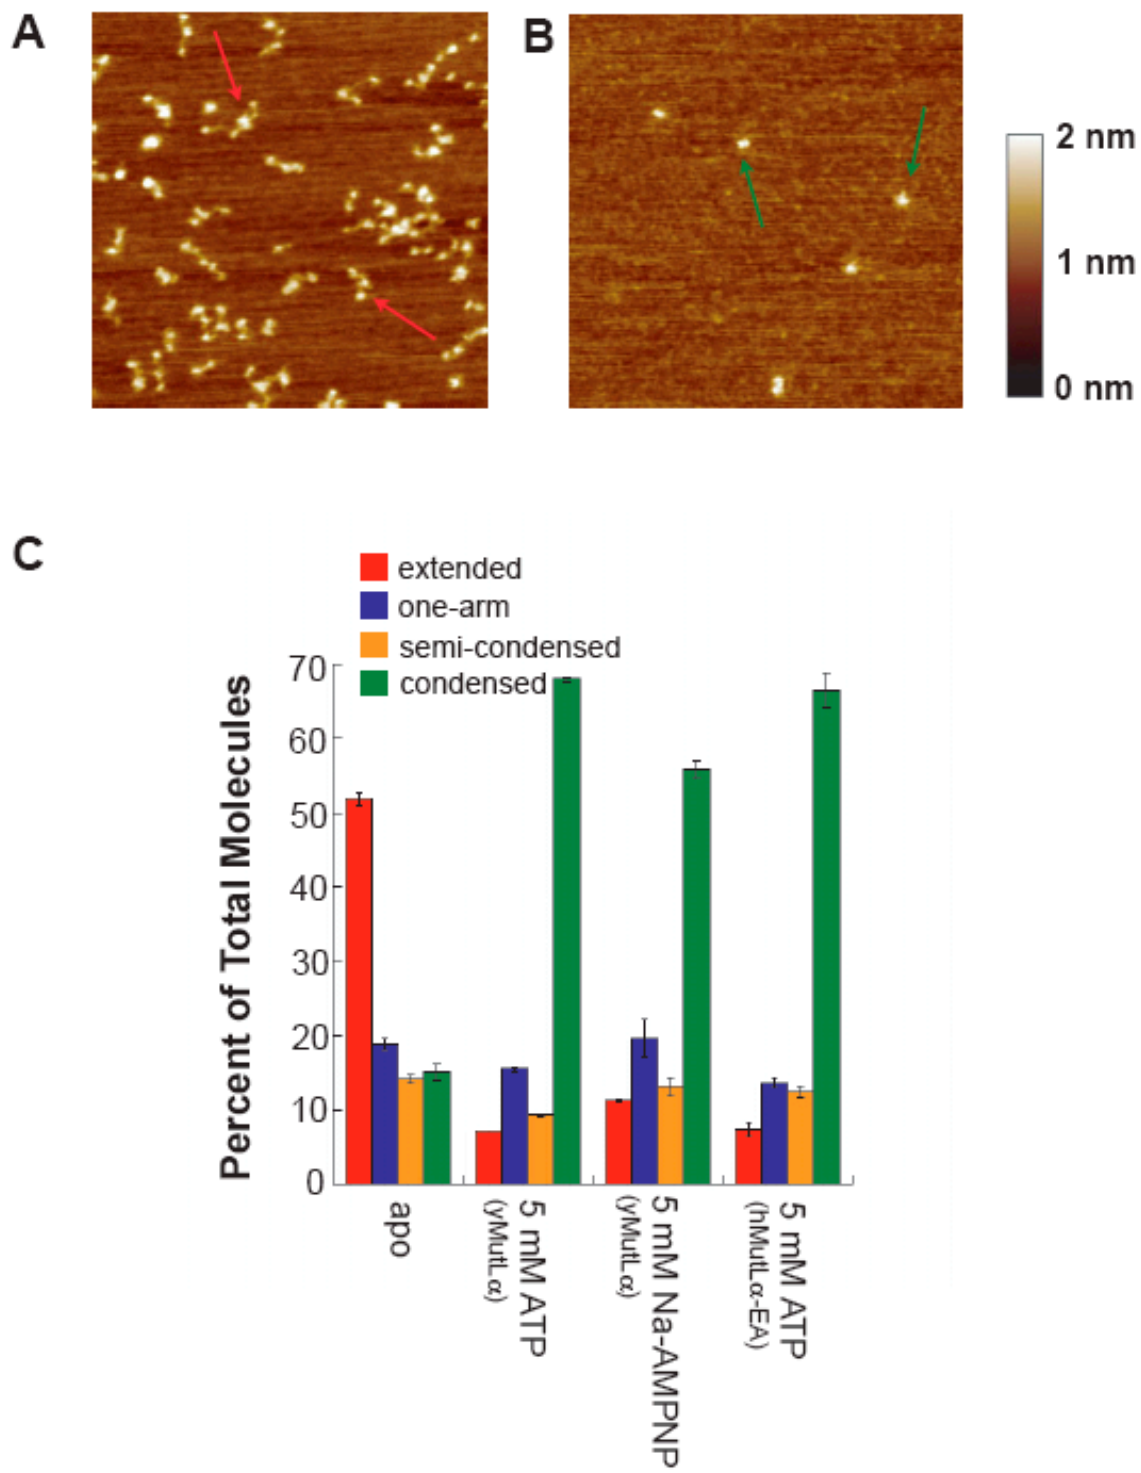 A
B
2 nm
1 nm
0 nm
C
extended
one-arm
semi-condensed
condensed
Percent of Total Molecules
70
60
50
40
30
20
10
0
apo
5 mM ATP
(yMutLα)
5 mM Na-AMPNP
(yMutLα)
5 mM ATP
(hMutLα-EA)